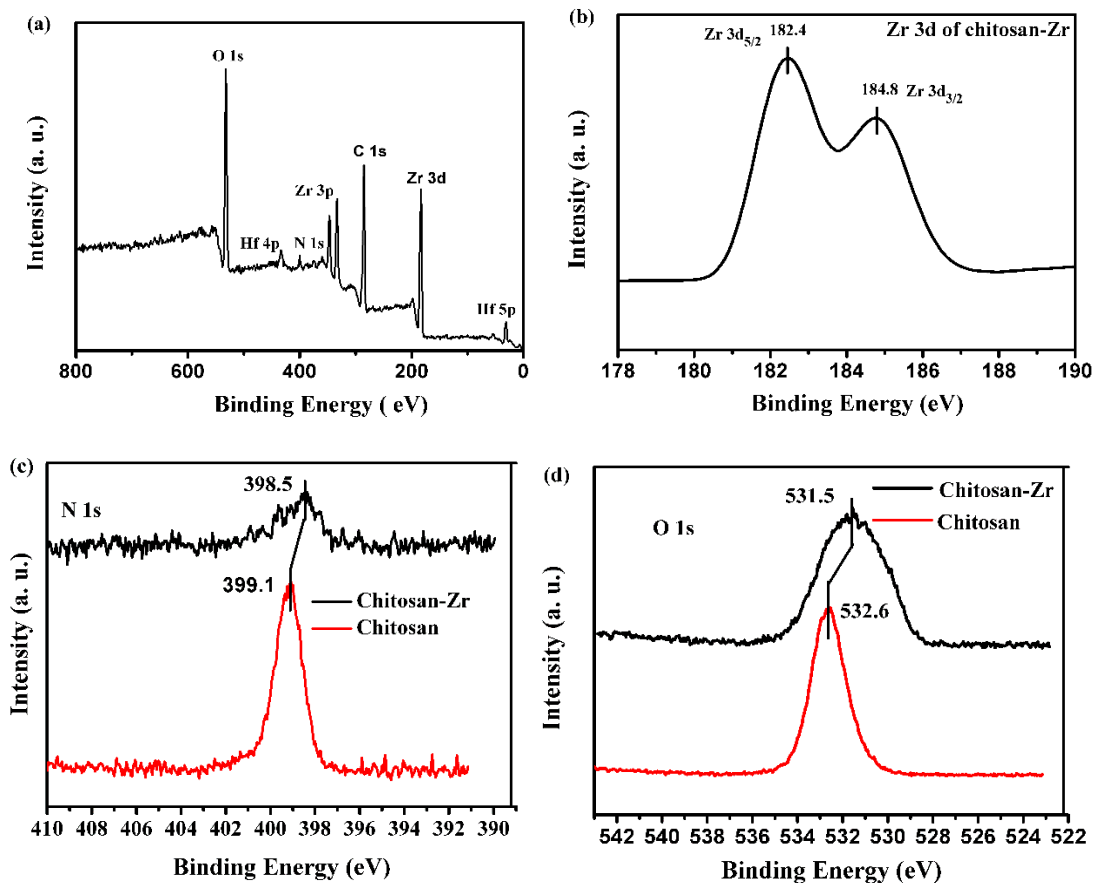 (a)
O 1s
C 1s
Zr 3d
Zr 3p
Hf 4p
N 1s
Hf 5p
Intensity (a. u.)
800
600
400
200
0
Binding Energy ( eV)
(b)
Zr 3d of chitosan-Zr
Zr 3d5/2
182.4
184.8
Zr 3d3/2
Intensity (a. u.)
178
180
182
184
186
188
190
Binding Energy (eV)
(c)
N 1s
398.5
399.1
Chitosan-Zr
Chitosan
Intensity (a. u.)
410
408
406
404
402
400
398
396
394
392
390
Binding Energy (eV)
(d)
O 1s
531.5
532.6
Chitosan-Zr
Chitosan
Intensity (a. u.)
542
540
538
536
534
532
530
528
526
524
522
Binding Energy (eV)